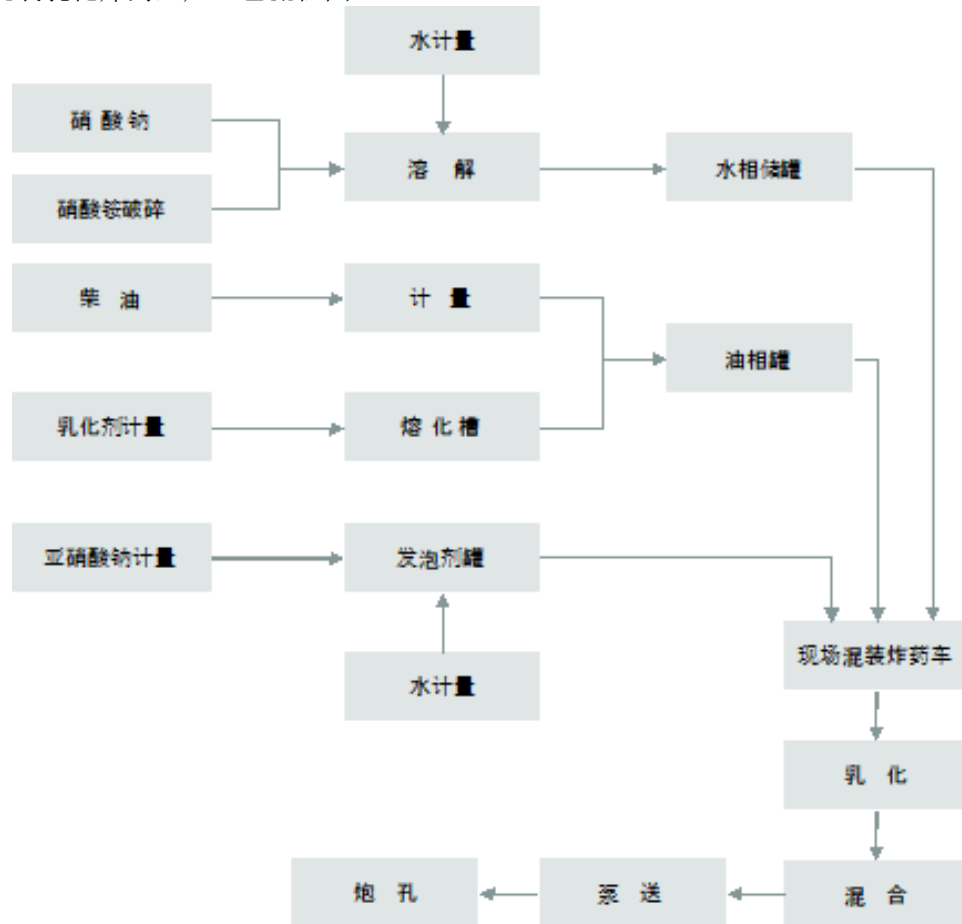 水计量
硝酸钠
溶解
水相储罐
硝酸铵破碎
柴油
计量
油相罐
乳化剂计量
熔化槽
亚硝酸钠计量
发泡剂罐
水计量
现场混装炸药车
乳化
炮孔
泵送
混合